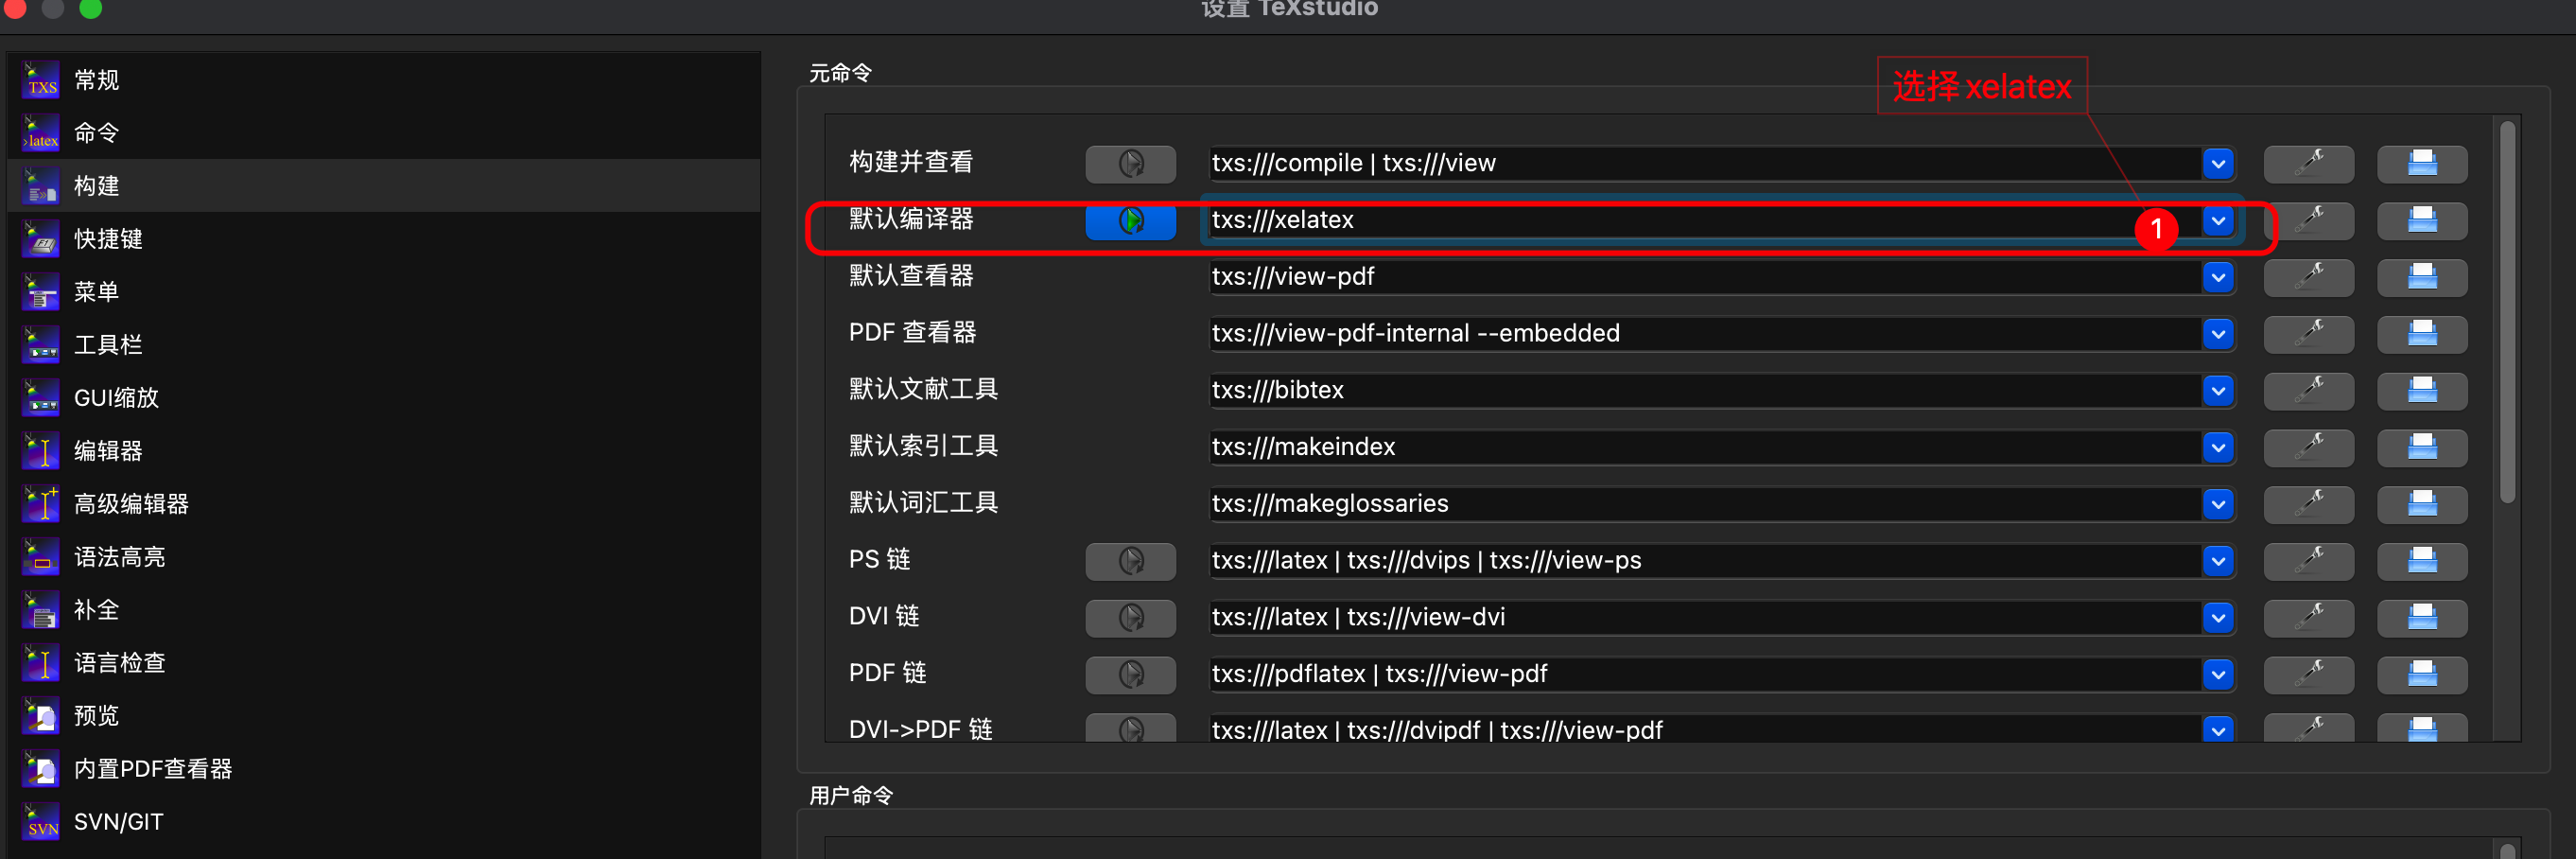 设置 TeXstudio
常规
命令
构建
快捷键
菜单
工具栏
GUI缩放
编辑器
高级编辑器
语法高亮
补全
语言检查
预览
内置PDF查看器
SVN/GIT
元命令
选择xelatex
构建并查看 txs:///compile | txs:///view
默认编译器 txs:///xelatex 1
默认查看器 txs:///view-pdf
PDF 查看器 txs:///view-pdf-internal --embedded
默认文献工具 txs:///bibtex
默认索引工具 txs:///makeindex
默认词汇工具 txs:///makeglossaries
PS 链 txs:///latex | txs:///dvips | txs:///view-ps
DVI 链 txs:///latex | txs:///view-dvi
PDF 链 txs:///pdflatex | txs:///view-pdf
DVI->PDF 链 txs:///latex | txs:///dvipdf | txs:///view-pdf
用户命令